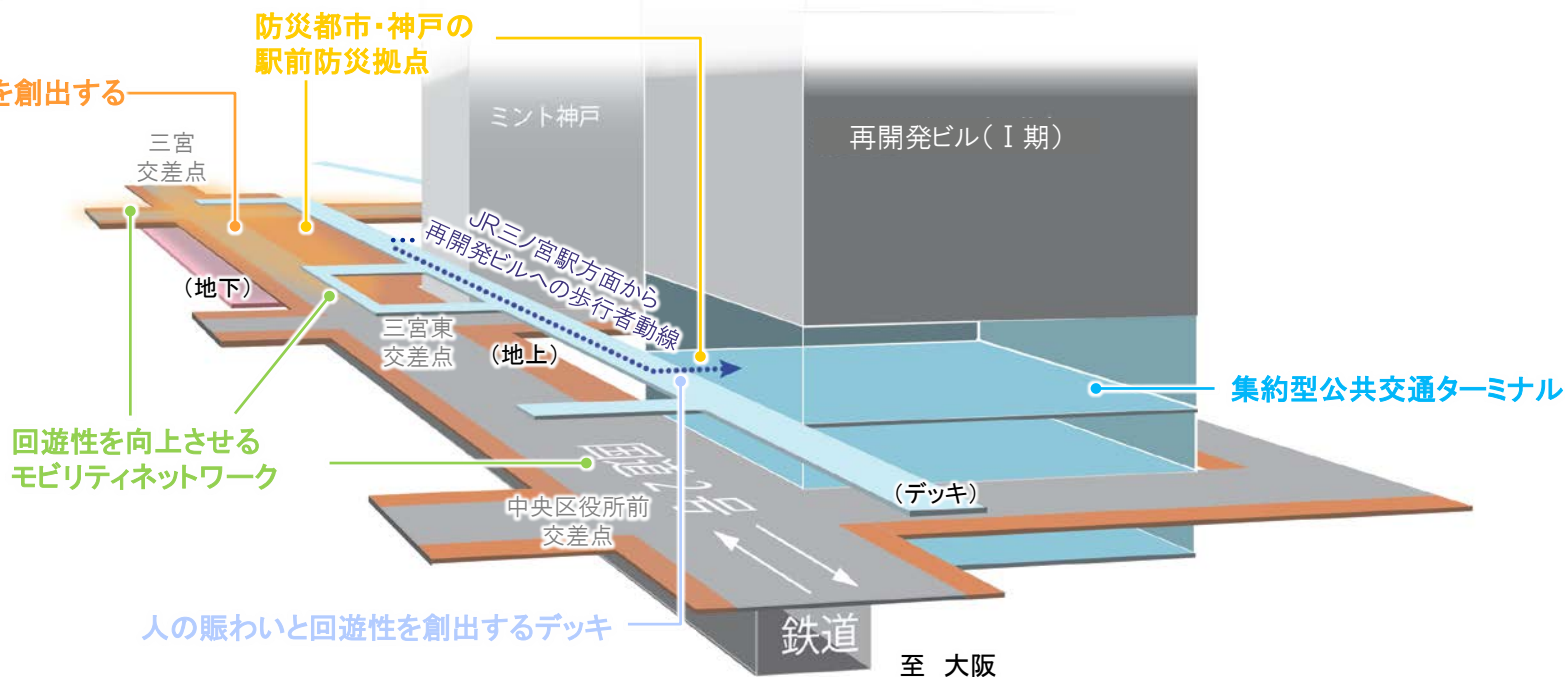 防災都市・神戸の
駅前防災拠点
を創出する
三宮
交差点
ミント神戸
再開発ビル(Ⅰ期)
JR三ノ宮駅方面から
再開発ビルへの歩行者動線
(地下)
三宮東
交差点
(地上)
集約型公共交通ターミナル
回遊性を向上させる
モビリティネットワーク
国道2号
(デッキ)
中央区役所前
交差点
人の賑わいと回遊性を創出するデッキ
鉄道
至 大阪